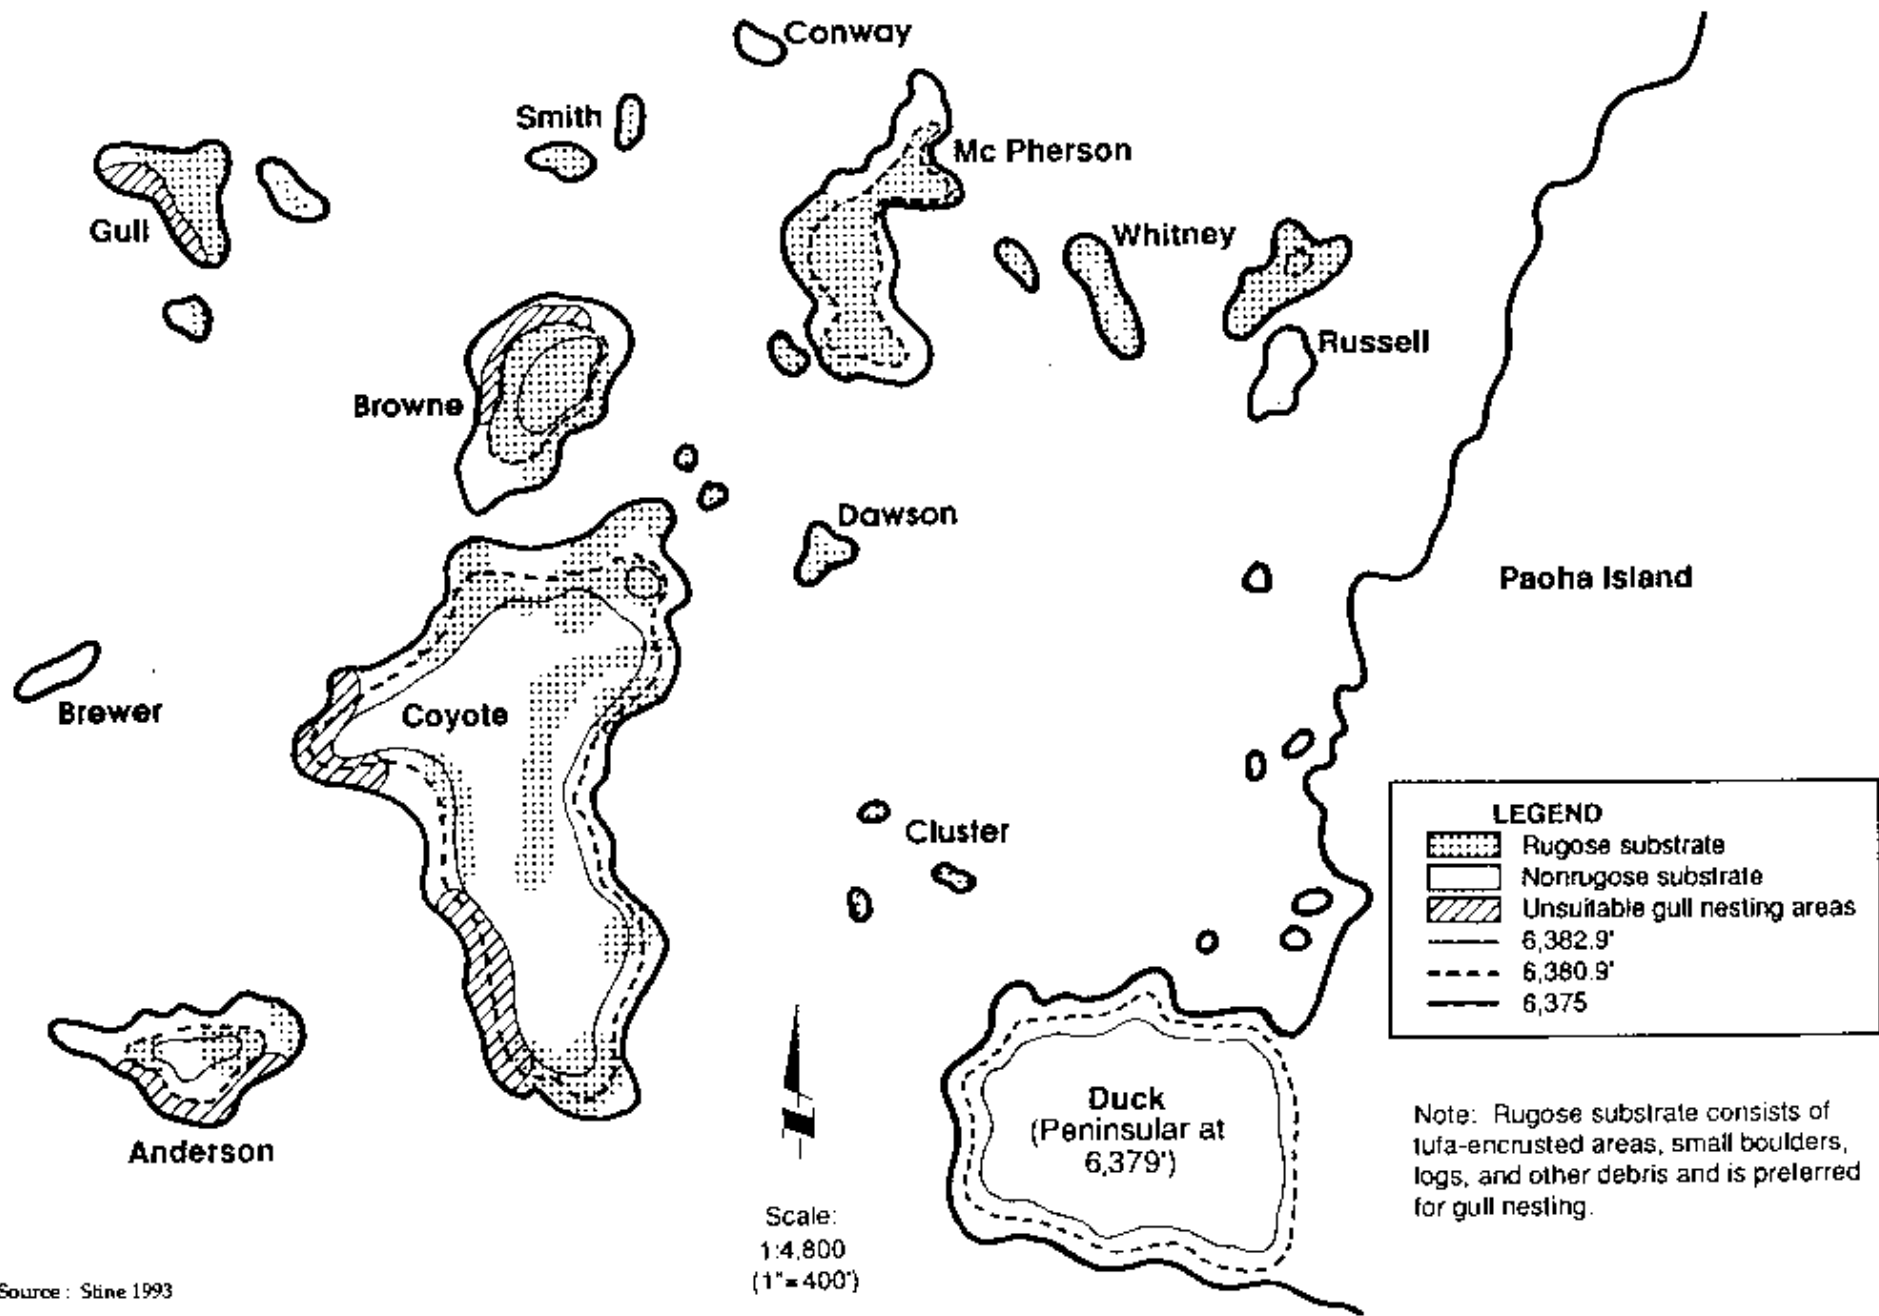 Conway
Smith
Mc Pherson
Gull
Whitney
Russell
Browne
Dawson
Paoha Island
Brewer
Coyote
Cluster
LEGEND
Rugose substrate
Nonrugose substrate
Unsuitable gull nesting areas
6,382.9'
6,380.9'
6,375
Duck
(Peninsular at
6,379')
Anderson
Note: Rugose substrate consists of
tufa-encrusted areas, small boulders,
logs, and other debris and is preferred
for gull nesting.
Scale:
1:4,800
(1"=400')
Source: Stine 1993